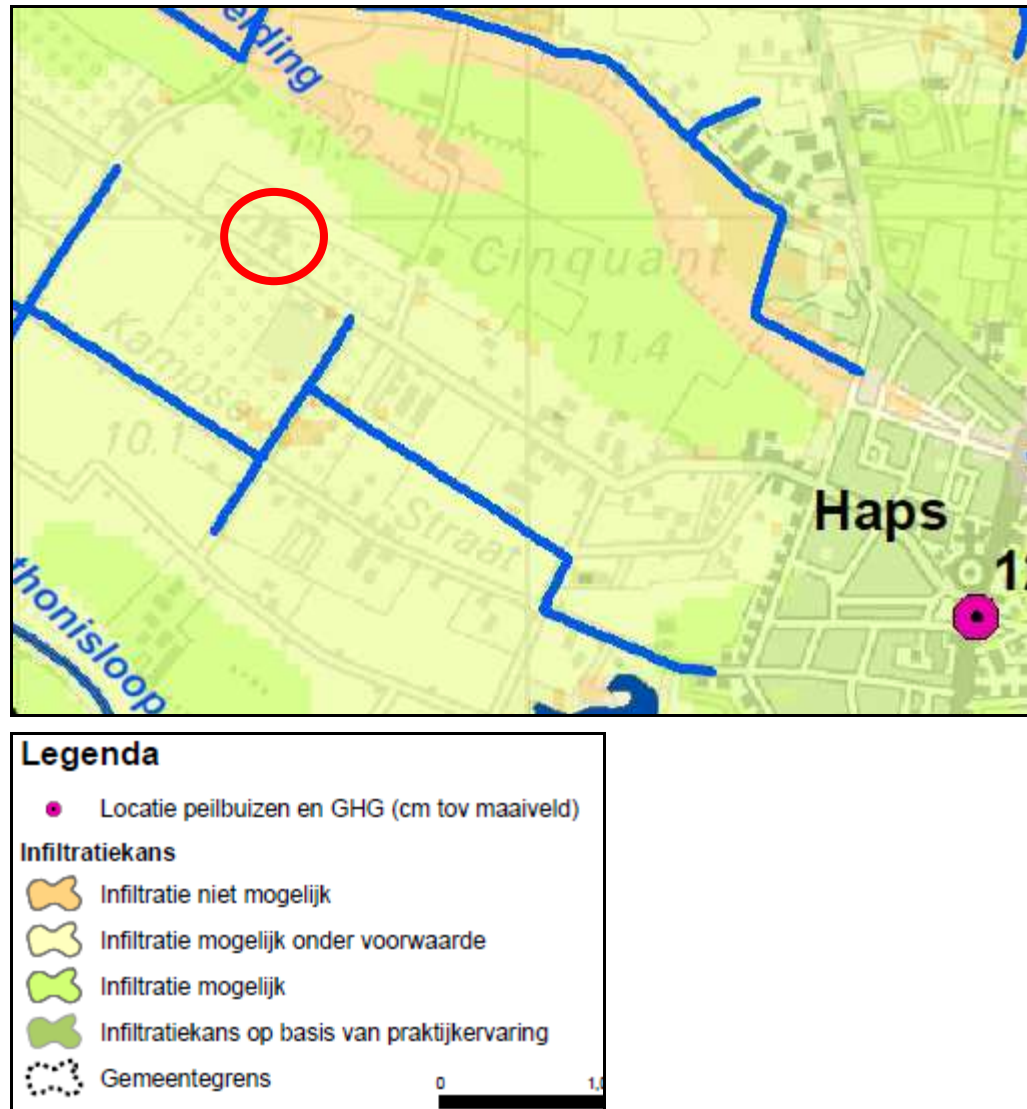 elding
11.2
Cinquant
11.4
10.1
Straat
Haps
12
thonisloop
Legenda
Locatie peilbuizen en GHG (cm tov maaiveld)
Infiltratiekans
Infiltratie niet mogelijk
Infiltratie mogelijk onder voorwaarde
Infiltratie mogelijk
Infiltratiekans op basis van praktijkervaring
Gemeentegrens
0 1,0